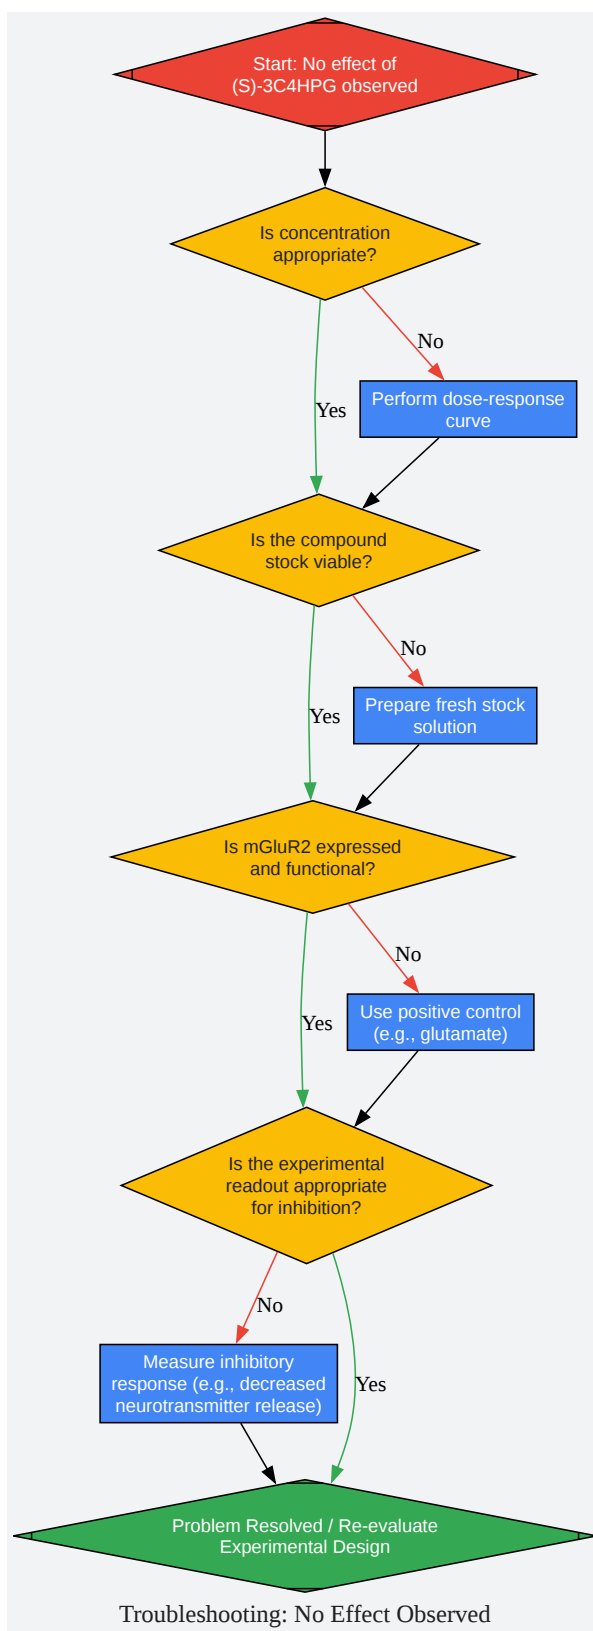 Start: No effect of
(S)-3C4HPG observed
Is concentration
appropriate?
No
Yes
Perform dose-response
curve
Is the compound
stock viable?
No
Yes
Prepare fresh stock
solution
Is mGluR2 expressed
and functional?
No
Yes
Use positive control
(e.g., glutamate)
Is the experimental
readout appropriate
for inhibition?
No
Yes
Measure inhibitory
response (e.g., decreased
neurotransmitter release)
Problem Resolved / Re-evaluate
Experimental Design
Troubleshooting: No Effect Observed